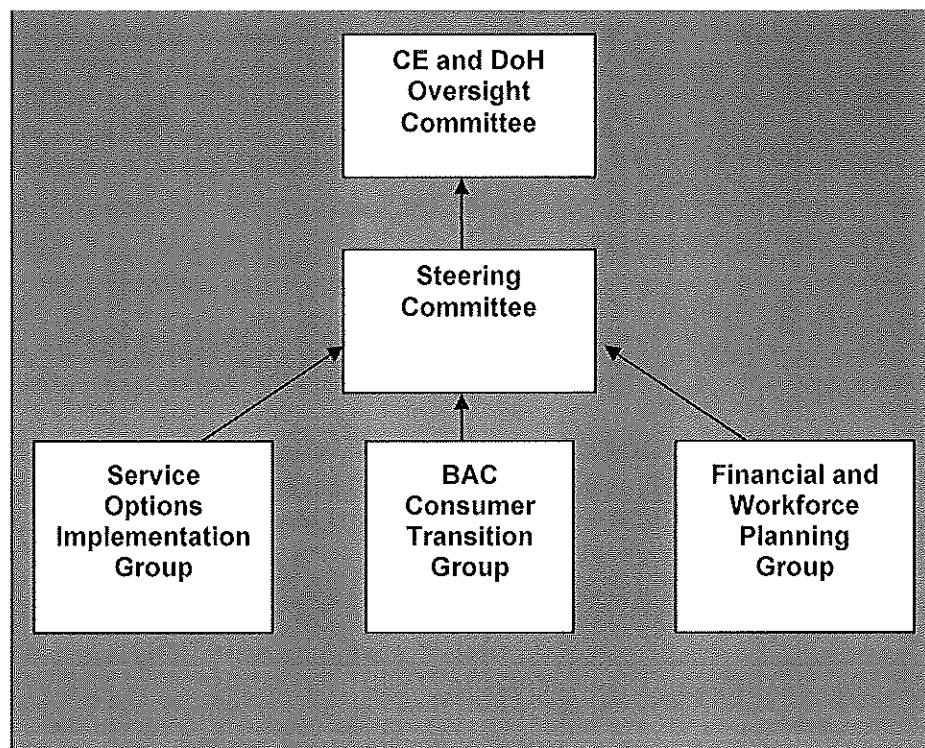 CE and DoH
Oversight
Committee
Steering
Committee
Service
Options
Implementation
Group
BAC
Consumer
Transition
Group
Financial and
Workforce
Planning
Group